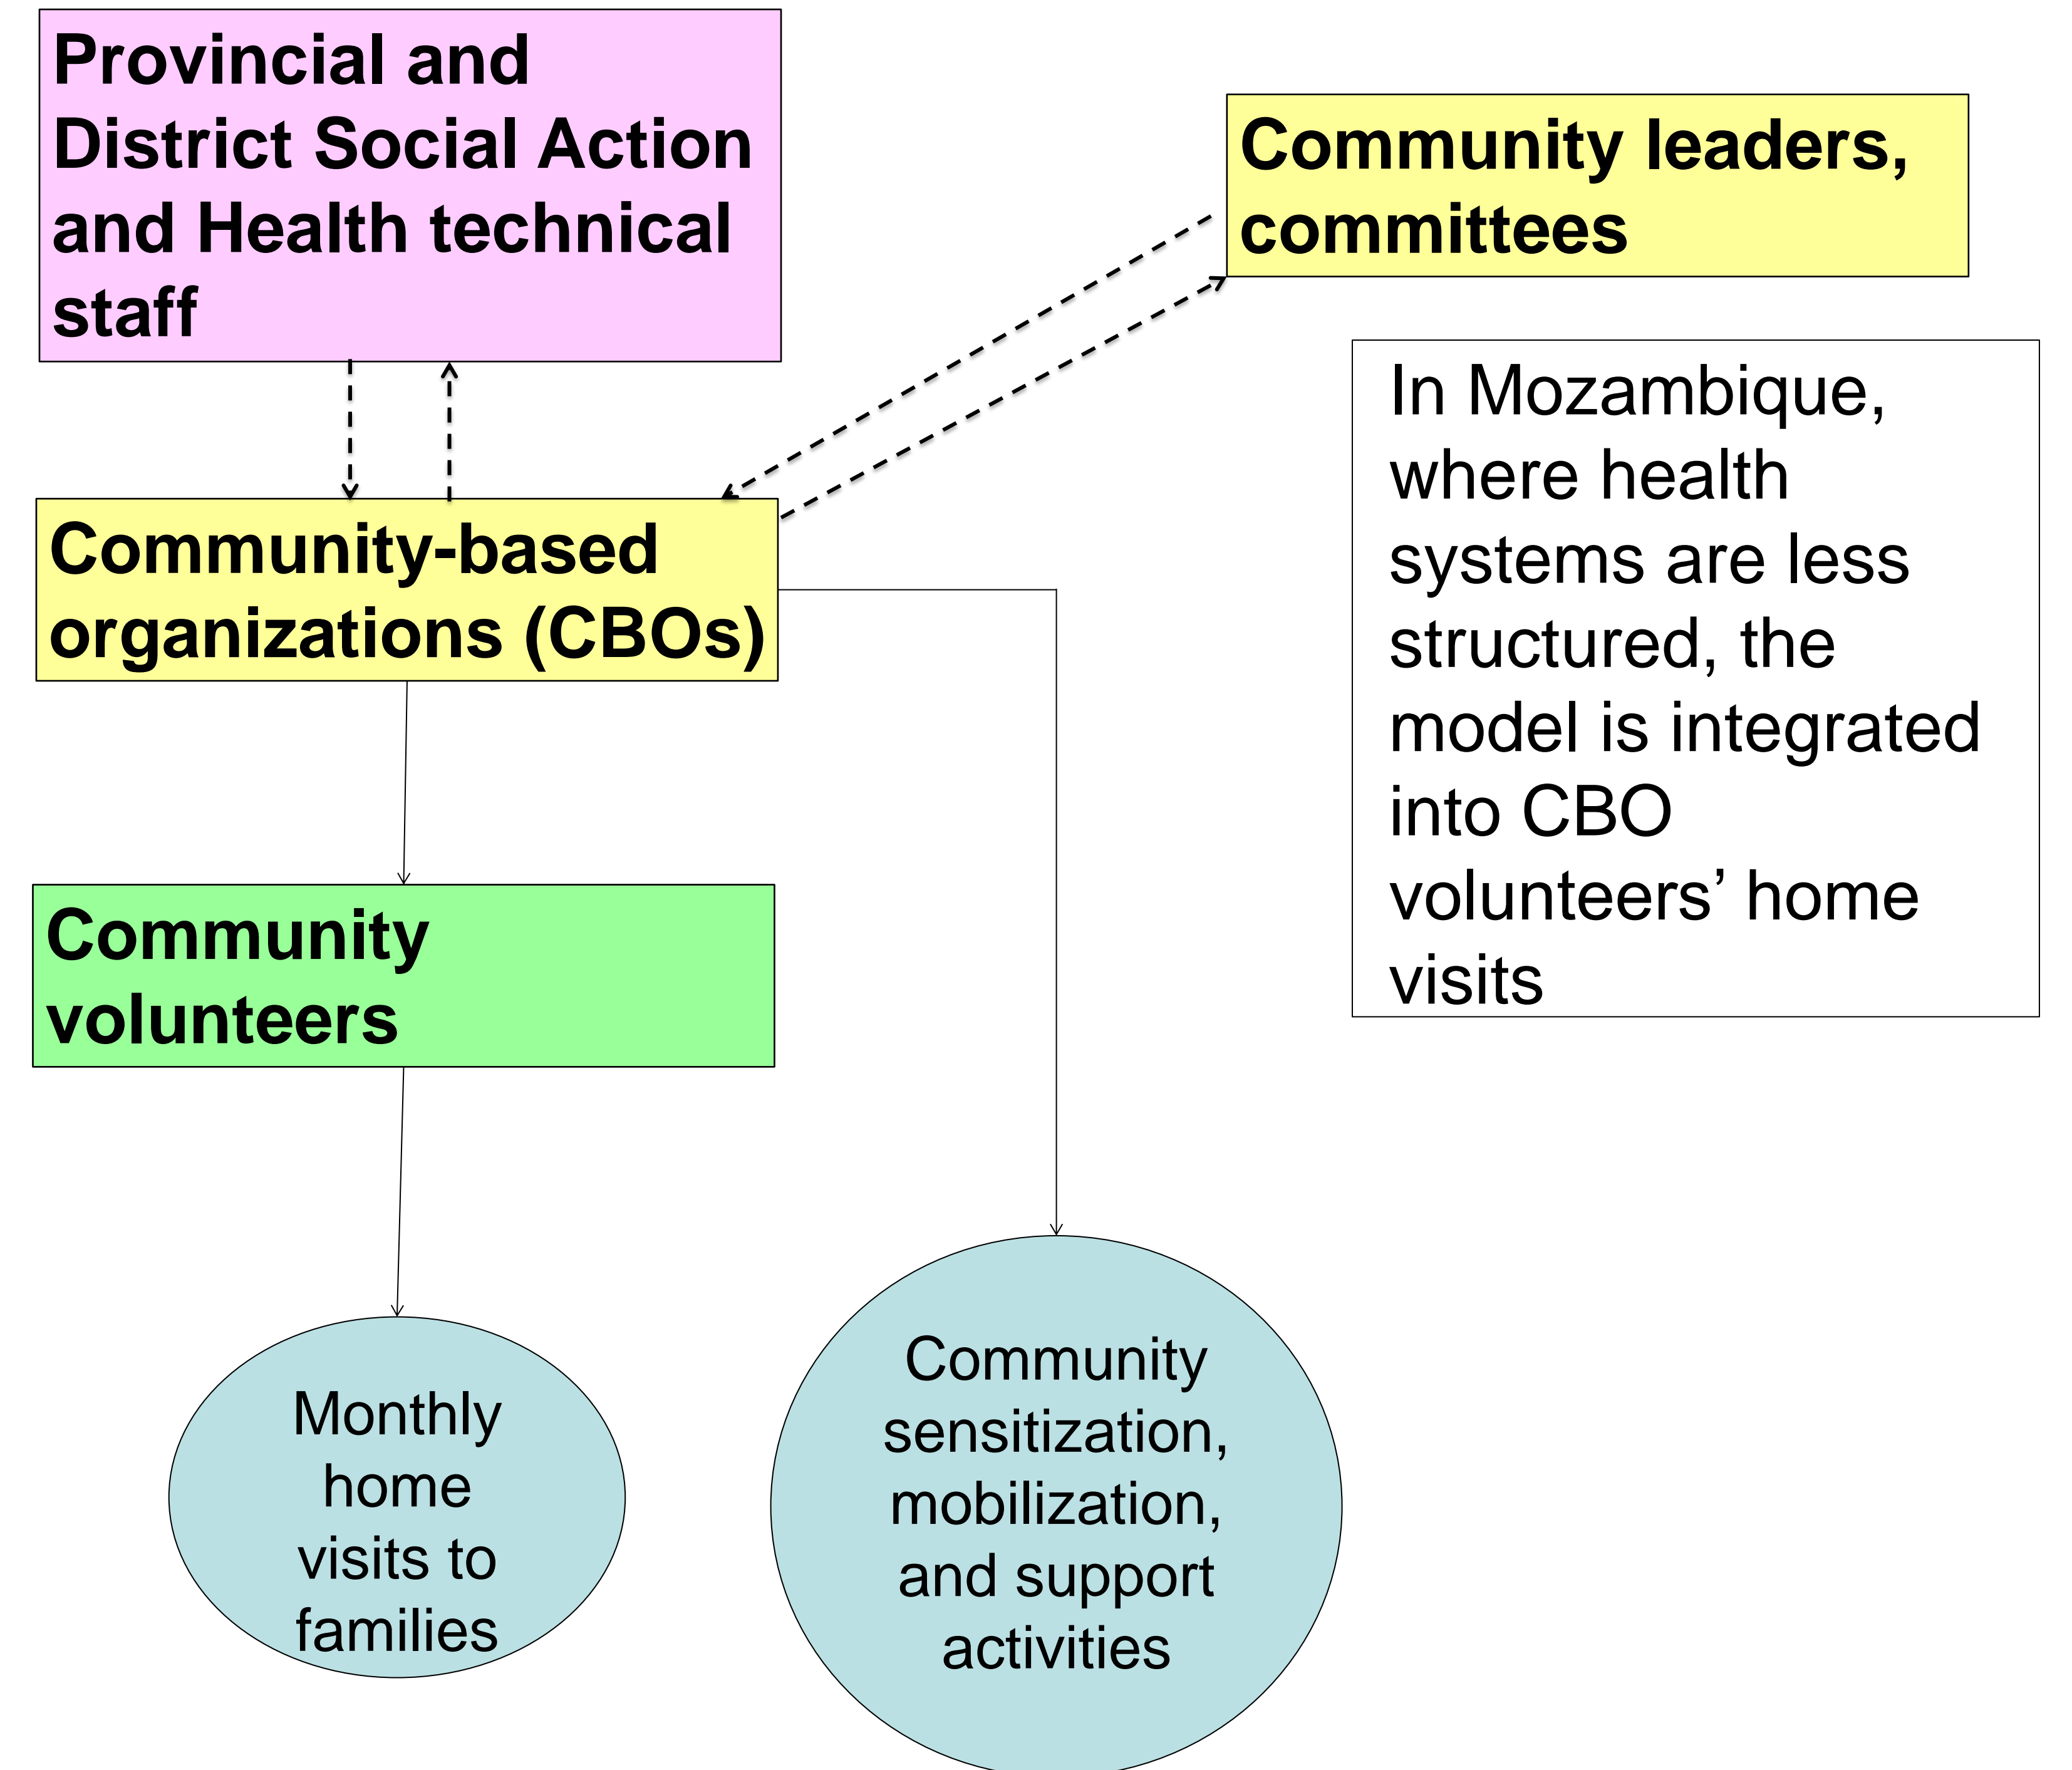 Provincial and
District Social Action
and Health technical
staff
Community leaders,
committees
In Mozambique,
where health
systems are less
structured, the
model is integrated
into CBO
volunteers’ home
visits
Community-based
organizations (CBOs)
Community
volunteers
Monthly
home
visits to
families
Community
sensitization,
mobilization,
and support
activities